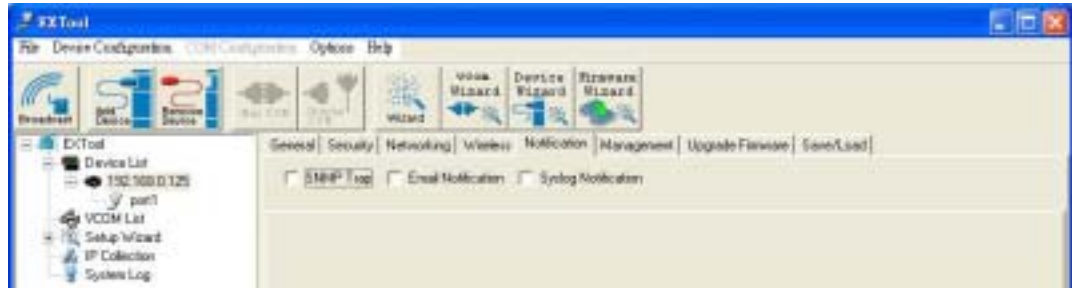 EXTool
File Device Configuration COM Configuration Options Help
Broadcast Add Device Remove Device Wizard VCom Wizard Device Wizard Firmware Wizard
EXTool
Device List
192.168.0.125
port1
VCOM List
Setup Wizard
IP Collection
System Log
General Security Networking Wireless Notification Management Upgrade Firmware Save/Load
SNMP Trap Email Notification Syslog Notification